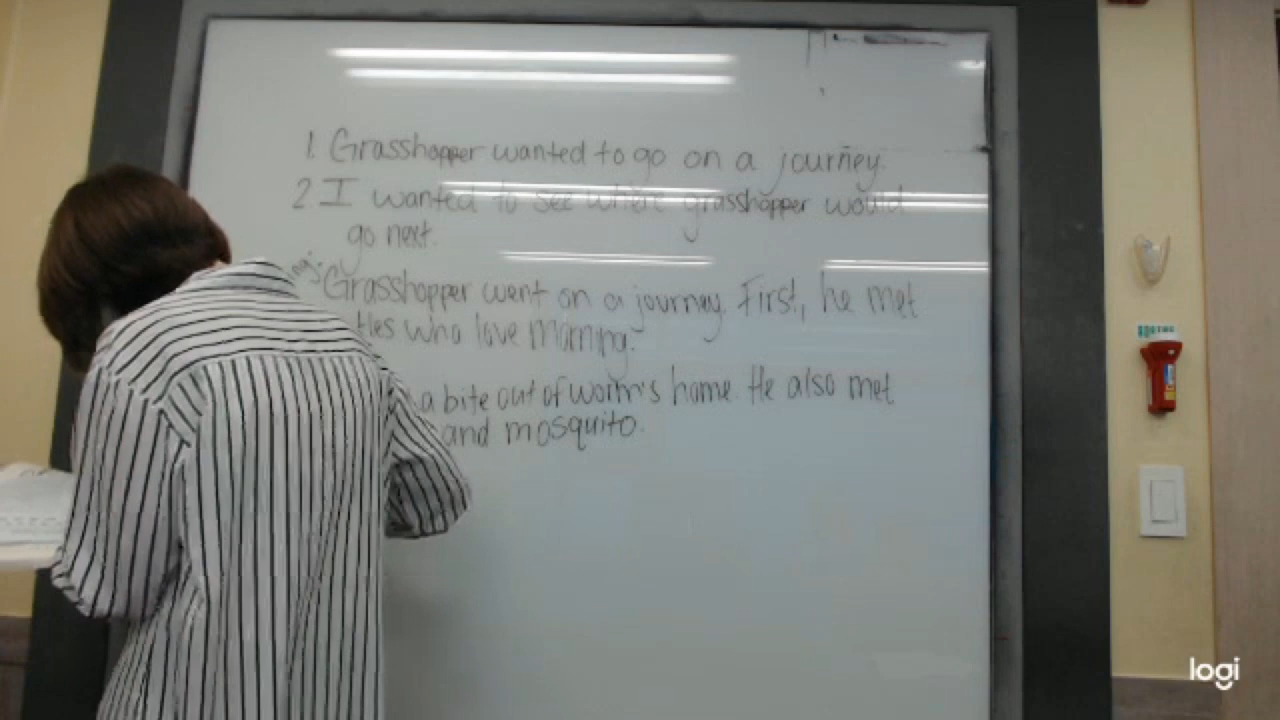 1. Grasshopper wanted to go on a journey.
2. I wanted to see where grasshopper would
go next.
Grasshopper went on a journey. First, he met
who love morning.
a bite out of worm's home. He also met
and mosquito.
logi